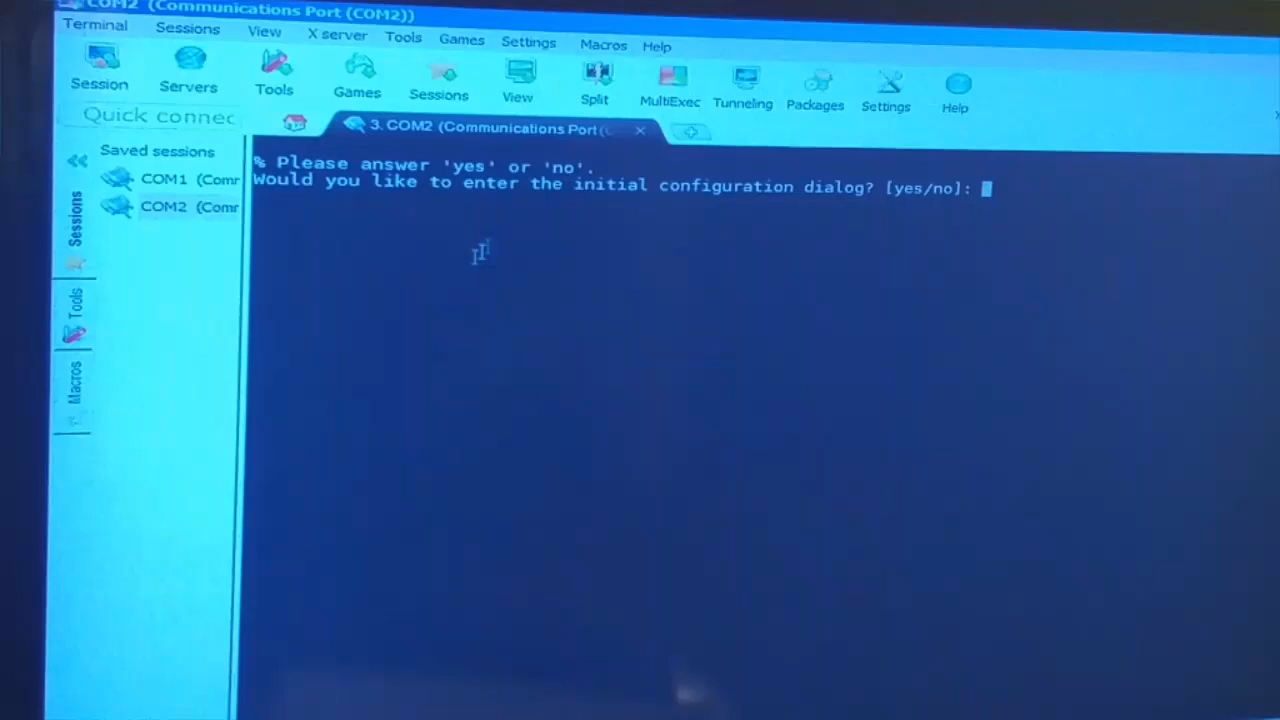 COM2 (Communications Port (COM2))
Terminal Sessions View X server Tools Games Settings Macros Help
Session Servers Tools Games Sessions View Split MultiExec Tunneling Packages Settings Help
Quick connec
3. COM2 (Communications Port (
Saved sessions
COM1 (Comr
COM2 (Comr
Sessions
Tools
Macros
% Please answer 'yes' or 'no'.
Would you like to enter the initial configuration dialog? [yes/no]: